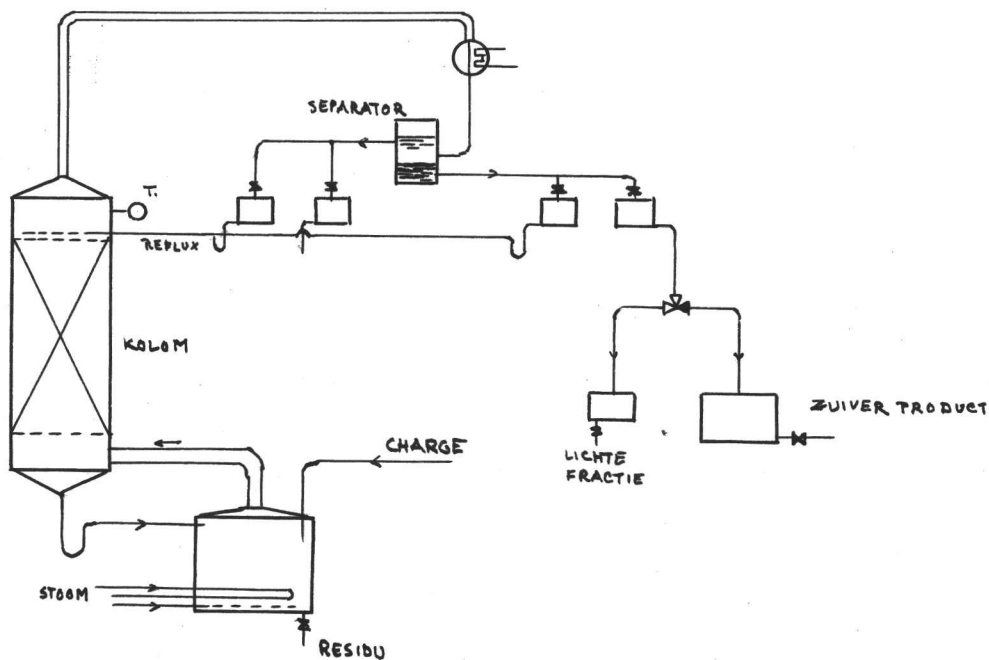 SEPARATOR
T.
REFLUX
KOLOM
CHARGE
ZUIVER PRODUCT
LICHTE
FRACTIE
STOOM
RESIDU